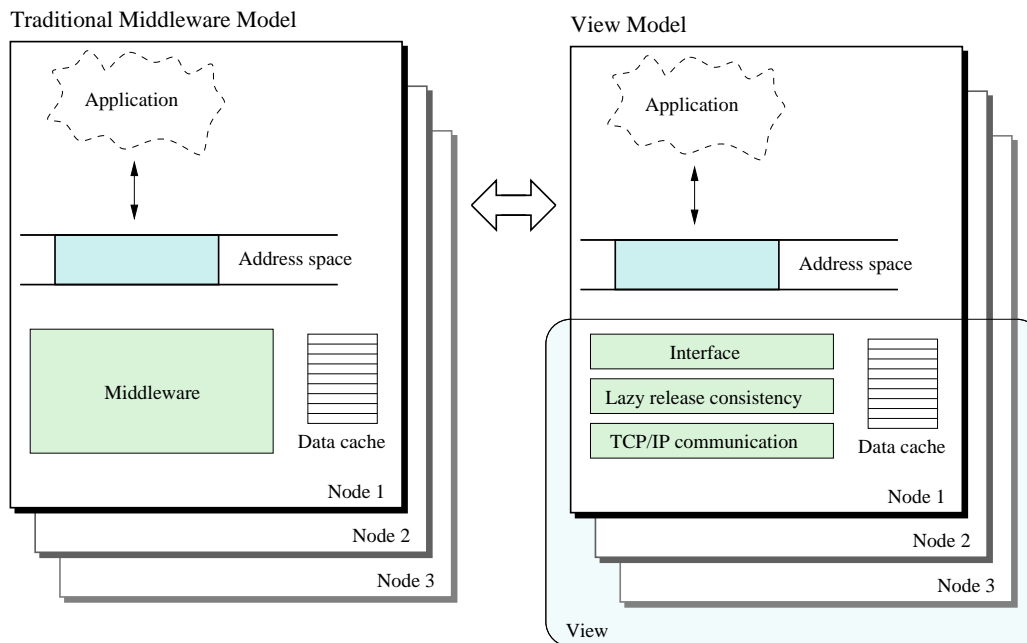 Traditional Middleware Model
Application
Address space
Middleware
Data cache
Node 1
Node 2
Node 3
View Model
Application
Address space
Interface
Lazy release consistency
TCP/IP communication
Data cache
Node 1
Node 2
Node 3
View